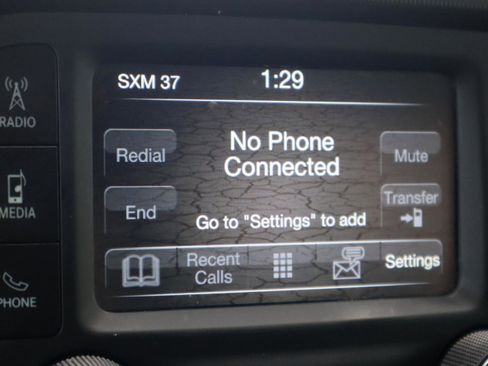 SXM 37
1:29
RADIO
No Phone
Connected
Redial
Mute
MEDIA
End
Transfer
Go to "Settings" to add
PHONE
Recent
Calls
Settings